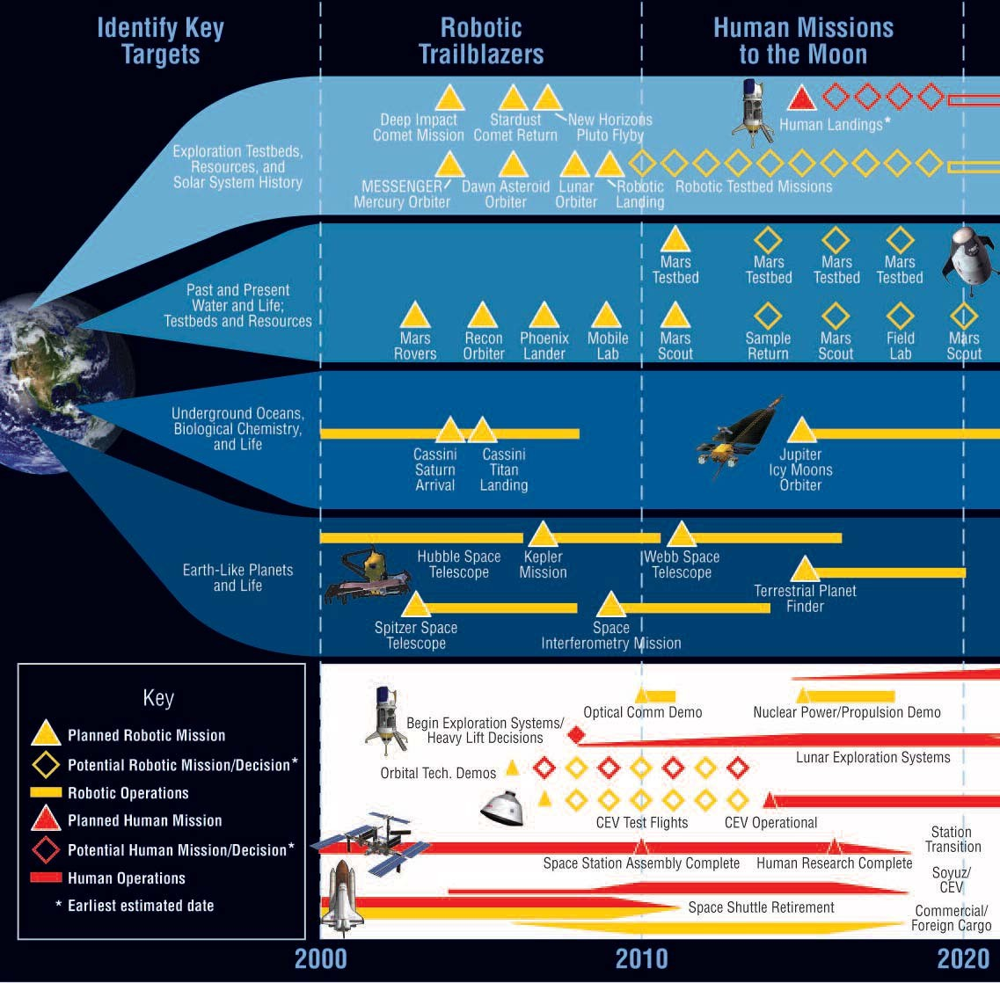 Identify Key
Targets
Robotic
Trailblazers
Human Missions
to the Moon
Exploration Testbeds,
Resources, and
Solar System History
Deep Impact
Comet Mission
Stardust
Comet Return
New Horizons
Pluto Flyby
Human Landings*
MESSENGER
Mercury Orbiter
Dawn Asteroid
Orbiter
Lunar
Orbiter
Robotic
Landing
Robotic Testbed Missions
Past and Present
Water and Life;
Testbeds and Resources
Mars
Testbed
Mars
Testbed
Mars
Testbed
Mars
Testbed
Mars
Rovers
Recon
Orbiter
Phoenix
Lander
Mobile
Lab
Mars
Scout
Sample
Return
Mars
Scout
Field
Lab
Mars
Scout
Underground Oceans,
Biological Chemistry,
and Life
Cassini
Saturn
Arrival
Cassini
Titan
Landing
Jupiter
Icy Moons
Orbiter
Earth-Like Planets
and Life
Hubble Space
Telescope
Kepler
Mission
Webb Space
Telescope
Terrestrial Planet
Finder
Spitzer Space
Telescope
Space
Interferometry Mission
Key
Planned Robotic Mission
Potential Robotic Mission/Decision*
Robotic Operations
Planned Human Mission
Potential Human Mission/Decision*
Human Operations
* Earliest estimated date
Optical Comm Demo
Nuclear Power/Propulsion Demo
Begin Exploration Systems/
Heavy Lift Decisions
Lunar Exploration Systems
Orbital Tech. Demos
CEV Test Flights
CEV Operational
Station
Transition
Space Station Assembly Complete
Human Research Complete
Soyuz/
CEV
Space Shuttle Retirement
Commercial/
Foreign Cargo
2000
2010
2020